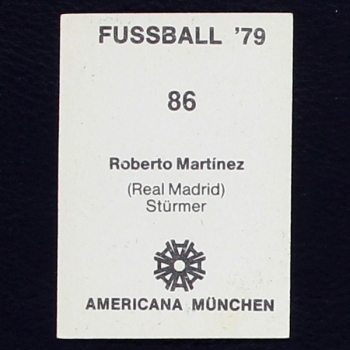 FUSSBALL '79
86
Roberto Martínez
(Real Madrid)
Stürmer
AMERICANA MÜNCHEN